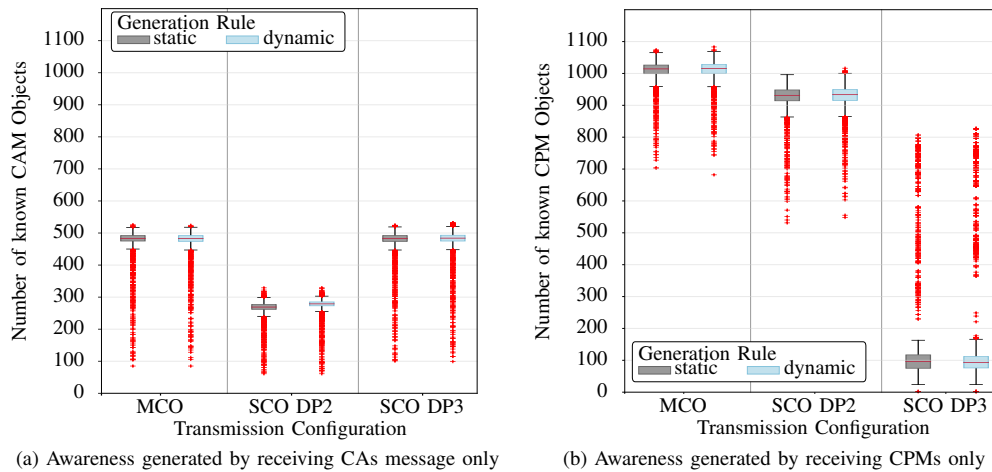 Number of known CAM Objects
1100
1000
900
800
700
600
500
400
300
200
100
0
Generation Rule
static dynamic
MCO SCO DP2 SCO DP3
Transmission Configuration
(a) Awareness generated by receiving CAs message only
Number of known CPM Objects
1100
1000
900
800
700
600
500
400
300
200
100
0
Generation Rule
static dynamic
MCO SCO DP2 SCO DP3
Transmission Configuration
(b) Awareness generated by receiving CPMs only